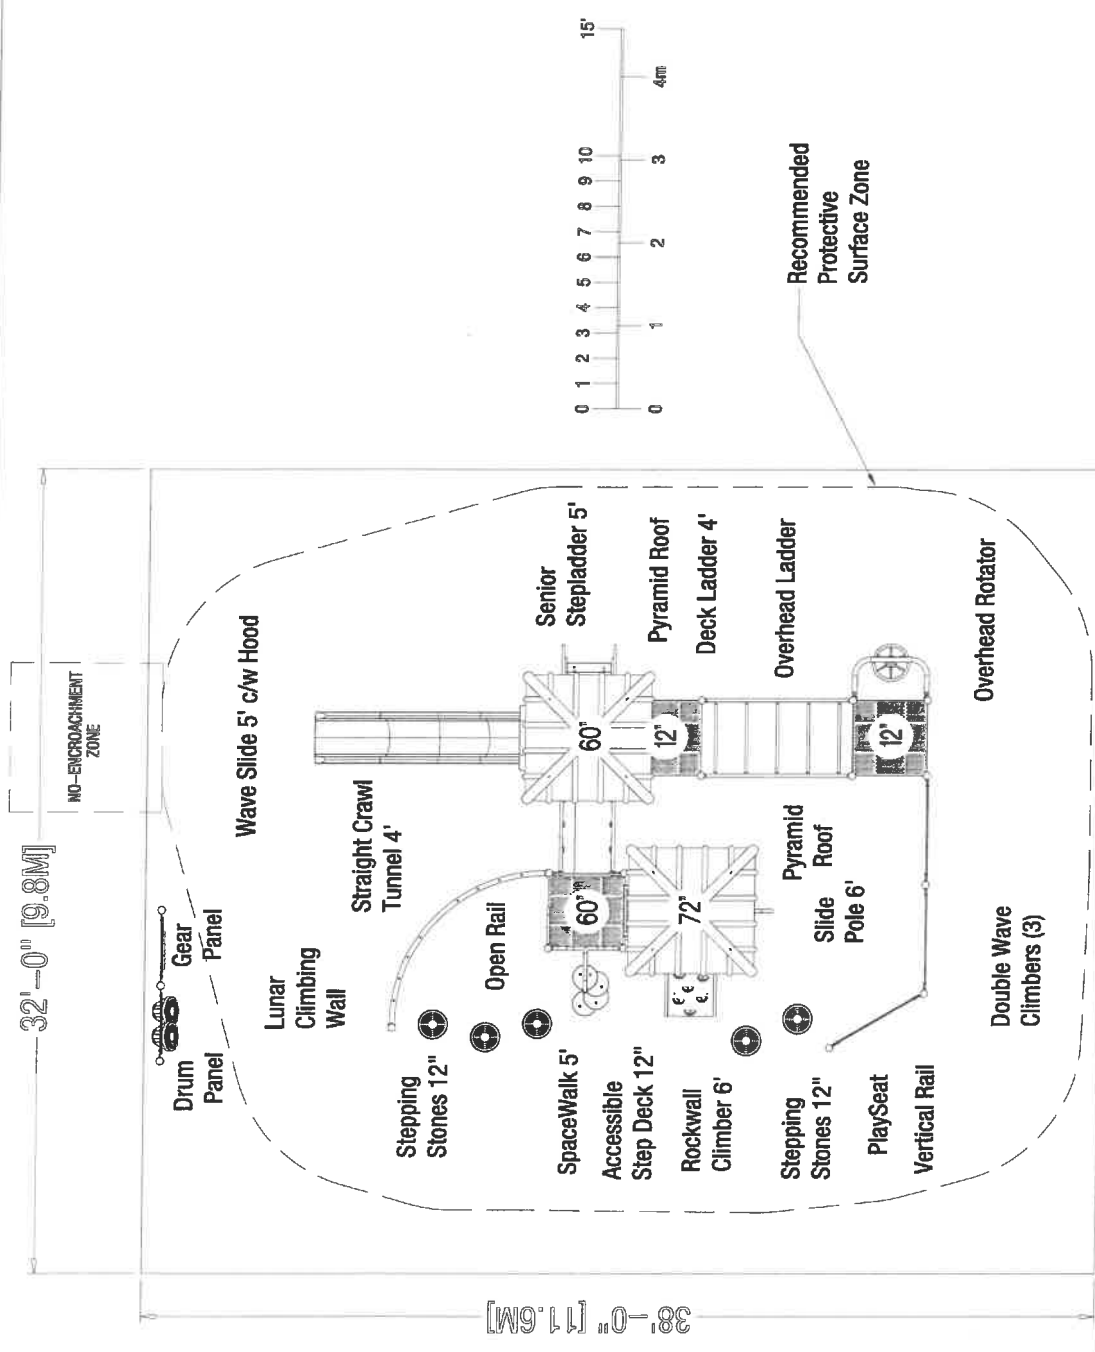 32'-0" [9.8M]
38'-0" [11.6M]
NO-ENCROACHMENT
ZONE
Drum
Panel
Gear
Panel
Wave Slide 5' c/w Hood
Lunar
Climbing
Wall
Straight Crawl
Tunnel 4'
Stepping
Stones 12"
Open Rail
Senior
Stepladder 5'
SpaceWalk 5'
60"
60"
Accessible
Step Deck 12"
Pyramid Roof
Deck Ladder 4'
12"
72"
Rockwall
Climber 6'
Overhead Ladder
Pyramid
Roof
Stepping
Stones 12"
Slide
Pole 6'
PlaySeat
12"
Vertical Rail
Overhead Rotator
Double Wave
Climbers (3)
0 1 2 3 4 5 6 7 8 9 10 15'
0 1 2 3 4m
Recommended
Protective
Surface Zone